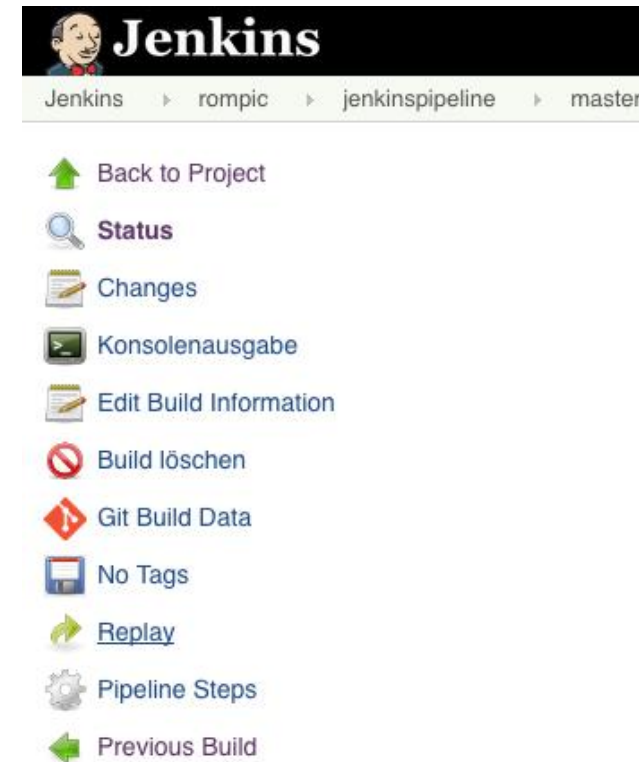 Jenkins
Jenkins rompic jenkinspipeline master
Back to Project
Status
Changes
Konsolenausgabe
Edit Build Information
Build löschen
Git Build Data
No Tags
Replay
Pipeline Steps
Previous Build